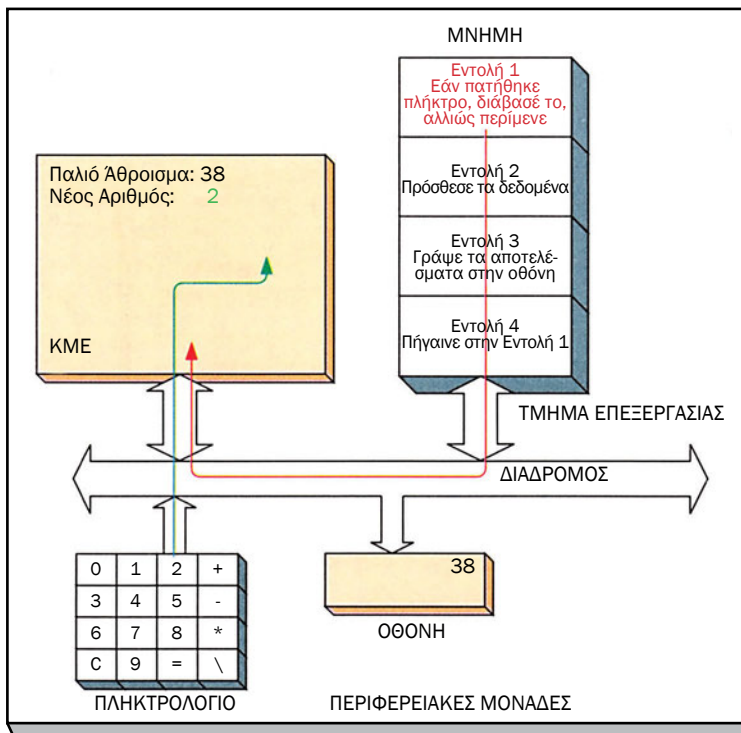 ΜΝΗΜΗ
Εντολή 1
Εάν πατήθηκε
πλήκτρο, διάβασέ το,
αλλιώς περίμενε
Εντολή 2
Πρόσθεσε τα δεδομένα
Εντολή 3
Γράψε τα αποτελέ-
σματα στην οθόνη
Εντολή 4
Πήγαινε στην Εντολή 1
Παλιό Άθροισμα: 38
Νέος Αριθμός: 2
ΚΜΕ
ΤΜΗΜΑ ΕΠΕΞΕΡΓΑΣΙΑΣ
ΔΙΑΔΡΟΜΟΣ
0 1 2 +
3 4 5 -
6 7 8 *
C 9 = \
ΠΛΗΚΤΡΟΛΟΓΙΟ
38
ΟΘΟΝΗ
ΠΕΡΙΦΕΡΕΙΑΚΕΣ ΜΟΝΑΔΕΣ